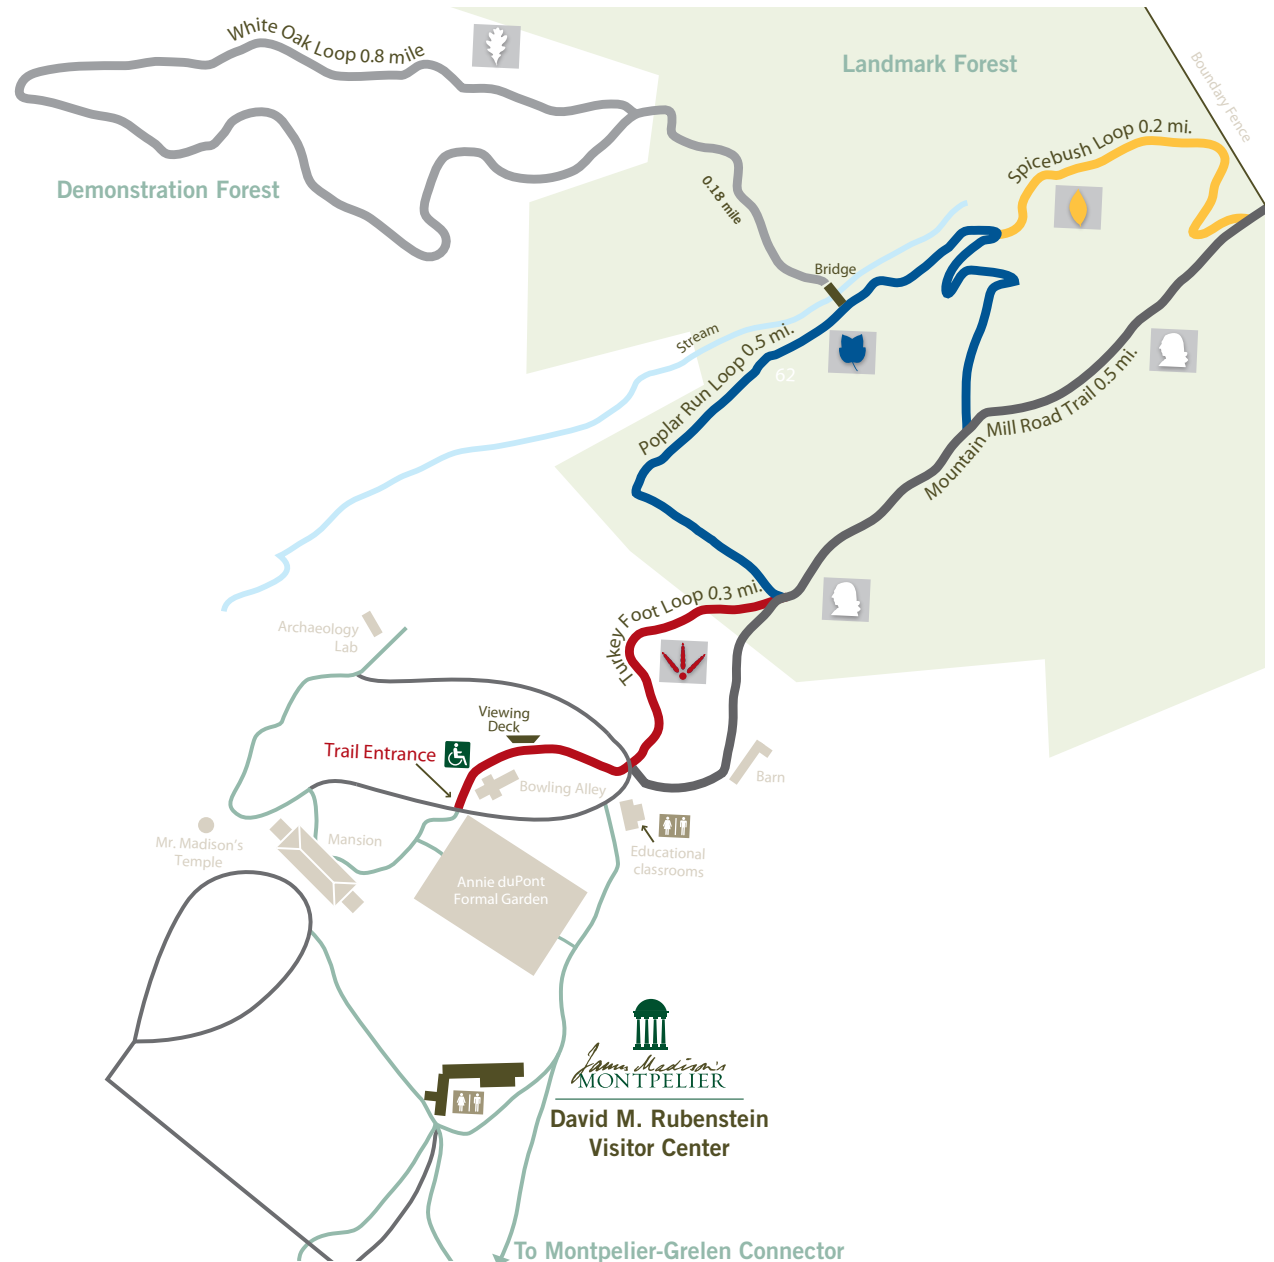 White Oak Loop 0.8 mile
Landmark Forest
Boundary Fence
Spicebush Loop 0.2 mi.
Demonstration Forest
0.18 mile
Bridge
Stream
Poplar Run Loop 0.5 mi.
62
Mountain Mill Road Trail 0.5 mi.
Turkey Foot Loop 0.3 mi.
Archaeology
Lab
Viewing
Deck
Trail Entrance
Bowling Alley
Barn
Mr. Madison's
Temple
Mansion
Educational
classrooms
Annie duPont
Formal Garden
James Madison's
MONTPELIER
David M. Rubenstein
Visitor Center
To Montpelier-Grelen Connector